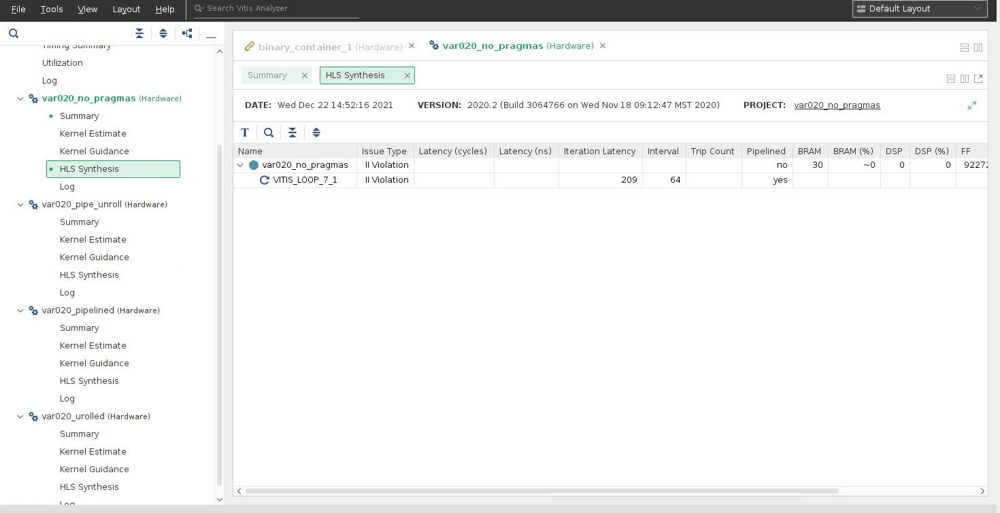 File Tools View Layout Help Search Vitis Analyzer Default Layout
Timing Summary
Utilization
Log
var020_no_pragmas (Hardware)
Summary
Kernel Estimate
Kernel Guidance
HLS Synthesis
Log
var020_pipe_unroll (Hardware)
Summary
Kernel Estimate
Kernel Guidance
HLS Synthesis
Log
var020_pipelined (Hardware)
Summary
Kernel Estimate
Kernel Guidance
HLS Synthesis
Log
var020_urolled (Hardware)
Summary
Kernel Estimate
Kernel Guidance
HLS Synthesis
Log
binary_container_1 (Hardware) × var020_no_pragmas (Hardware) ×
Summary × HLS Synthesis ×
DATE: Wed Dec 22 14:52:16 2021 VERSION: 2020.2 (Build 3064766 on Wed Nov 18 09:12:47 MST 2020) PROJECT: var020_no_pragmas
T
Name Issue Type Latency (cycles) Latency (ns) Iteration Latency Interval Trip Count Pipelined BRAM BRAM (%) DSP DSP (%) FF
var020_no_pragmas II Violation no 30 ~0 0 0 92272
VITIS_LOOP_7_1 II Violation 209 64 yes